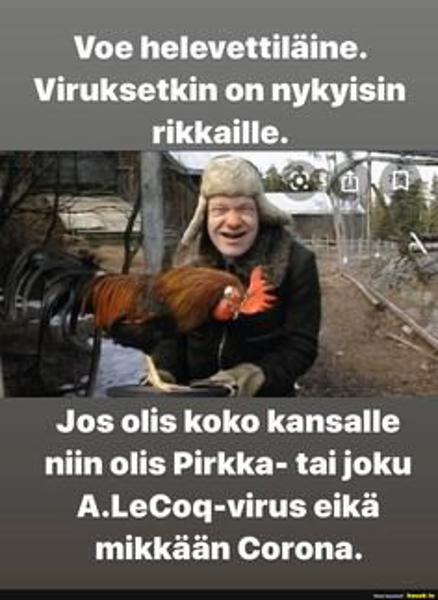 Voe helevettiläine.
Viruksetkin on nykyisin
rikkaille.
Jos olis koko kansalle
niin olis Pirkka- tai joku
A.LeCoq-virus eikä
mikkään Corona.